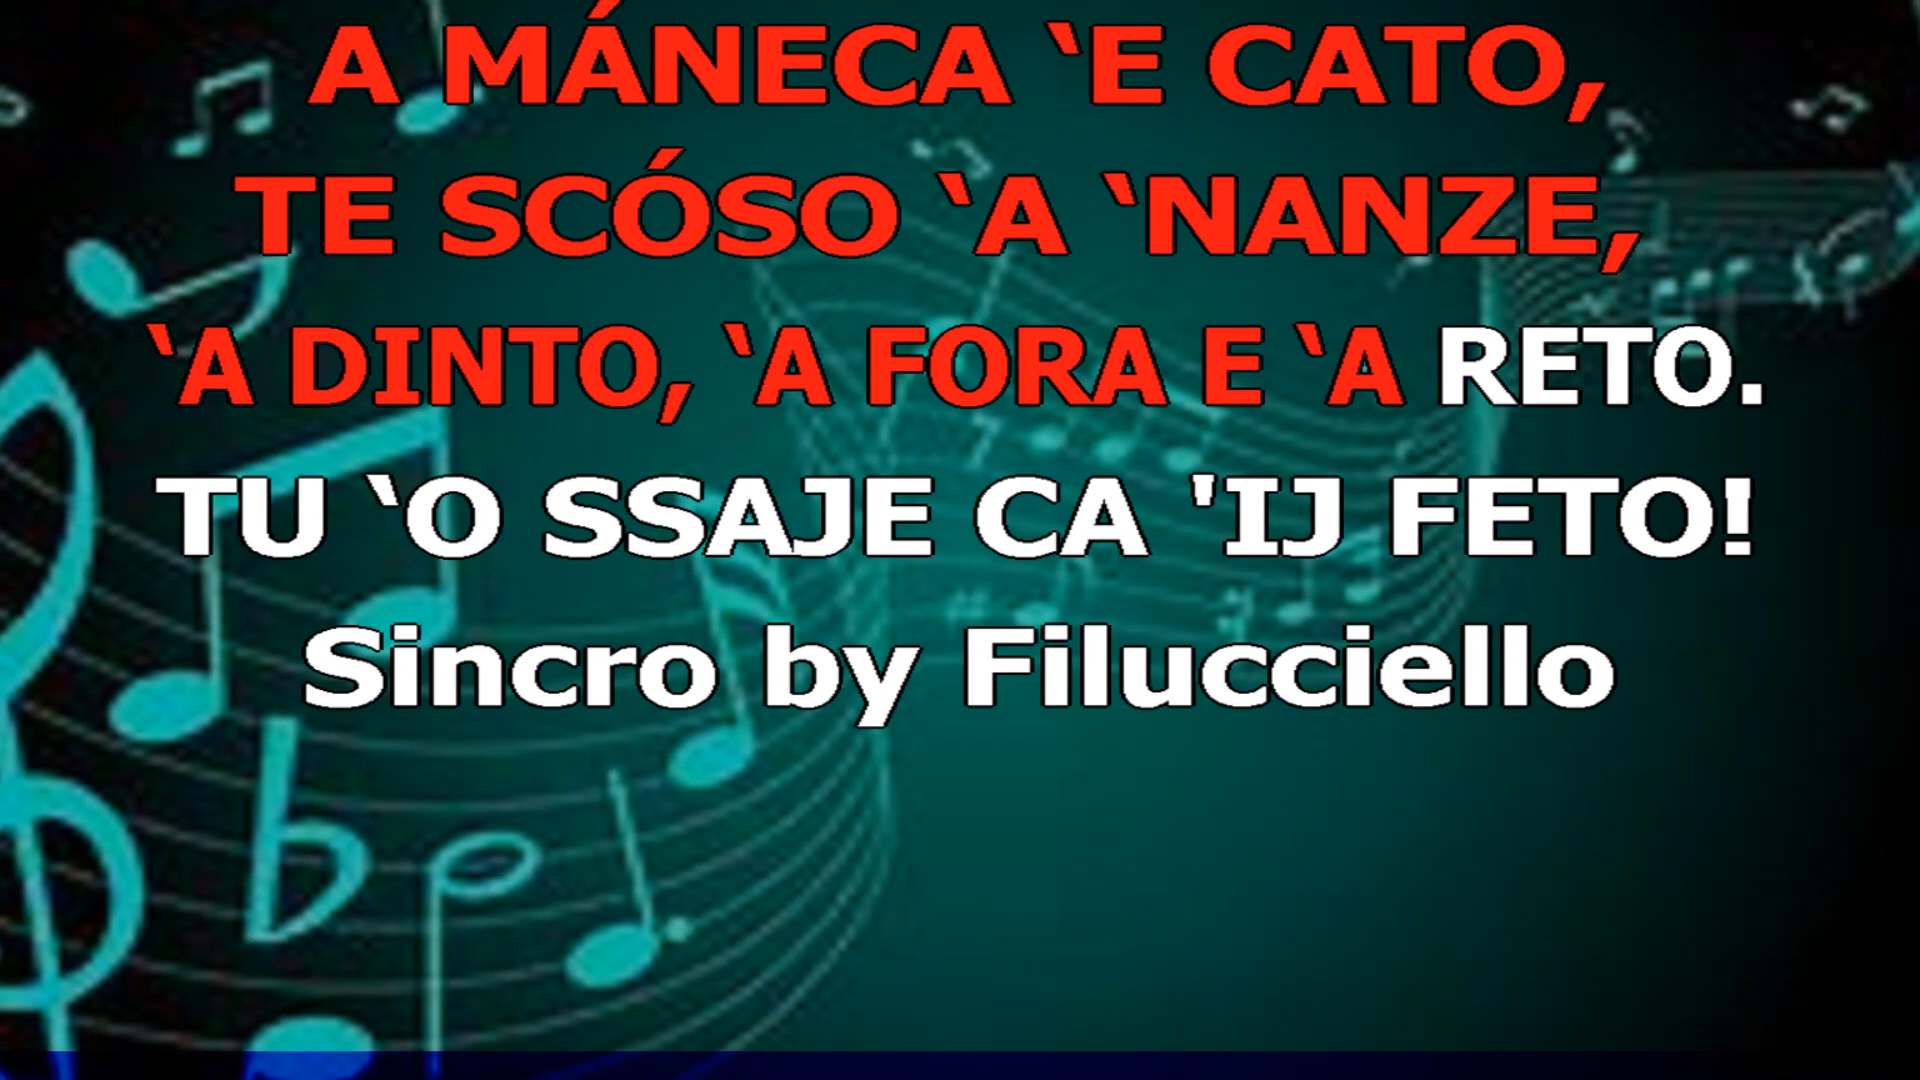 A MÁNECA ‘E CATO,
TE SCÓSO ‘A ‘NANZE,
‘A DINTO, ‘A FORA E ‘A RETO.
TU ‘O SSAJE CA 'IJ FETO!
Sincro by Filucciello